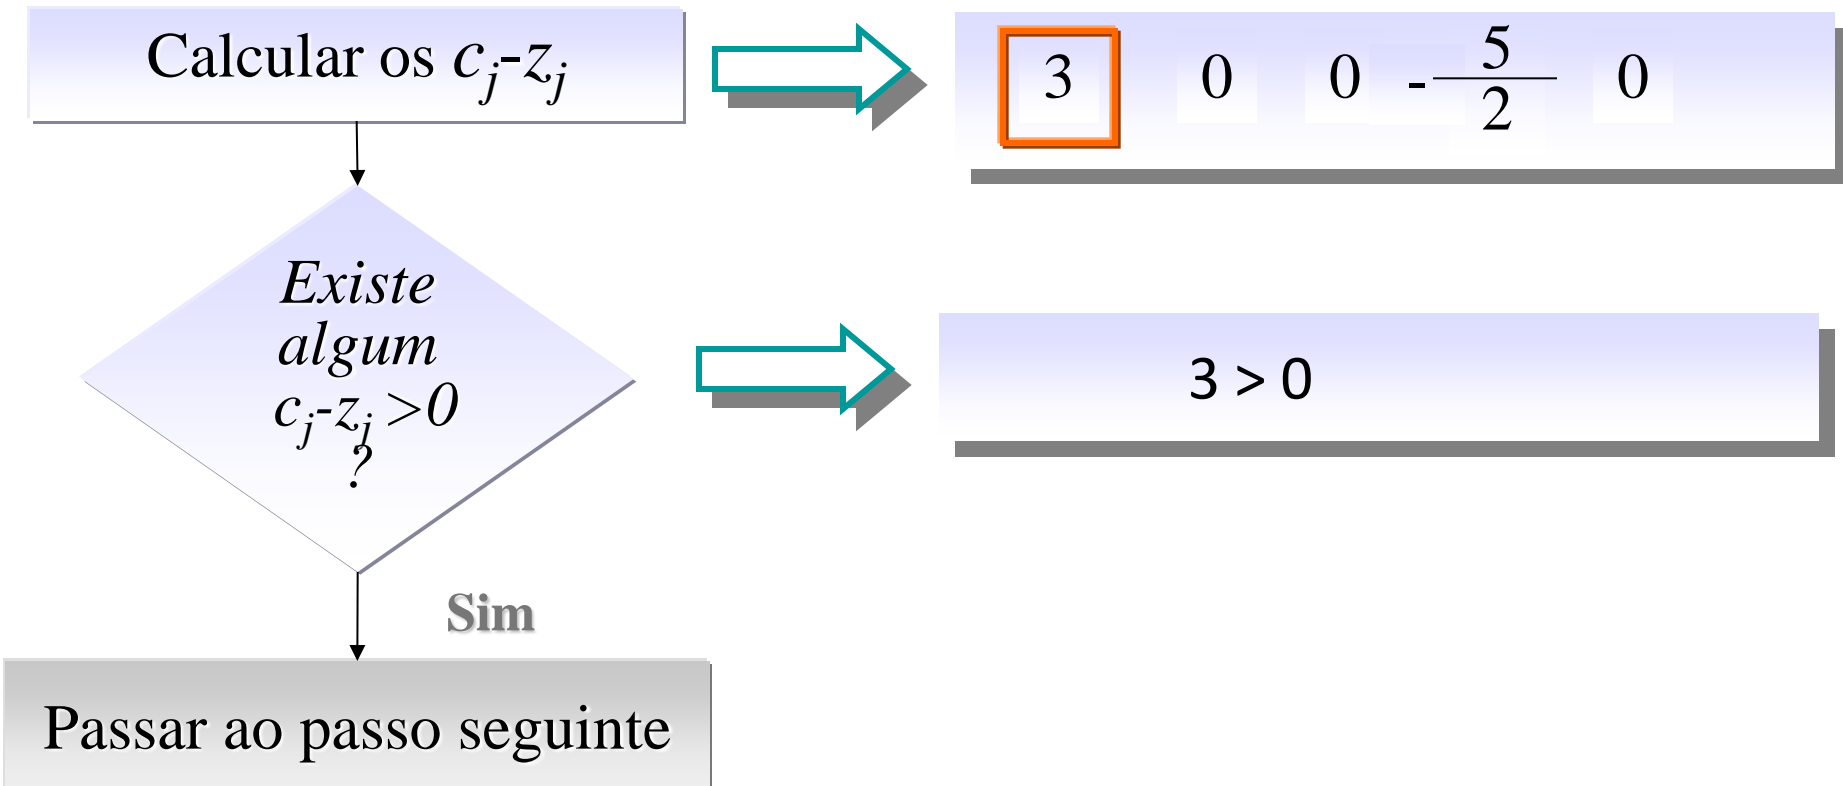 Calcular os cj-zj
3 0 0 - 5/2 0
Existe
algum
cj-zj >0
?
3 > 0
Sim
Passar ao passo seguinte